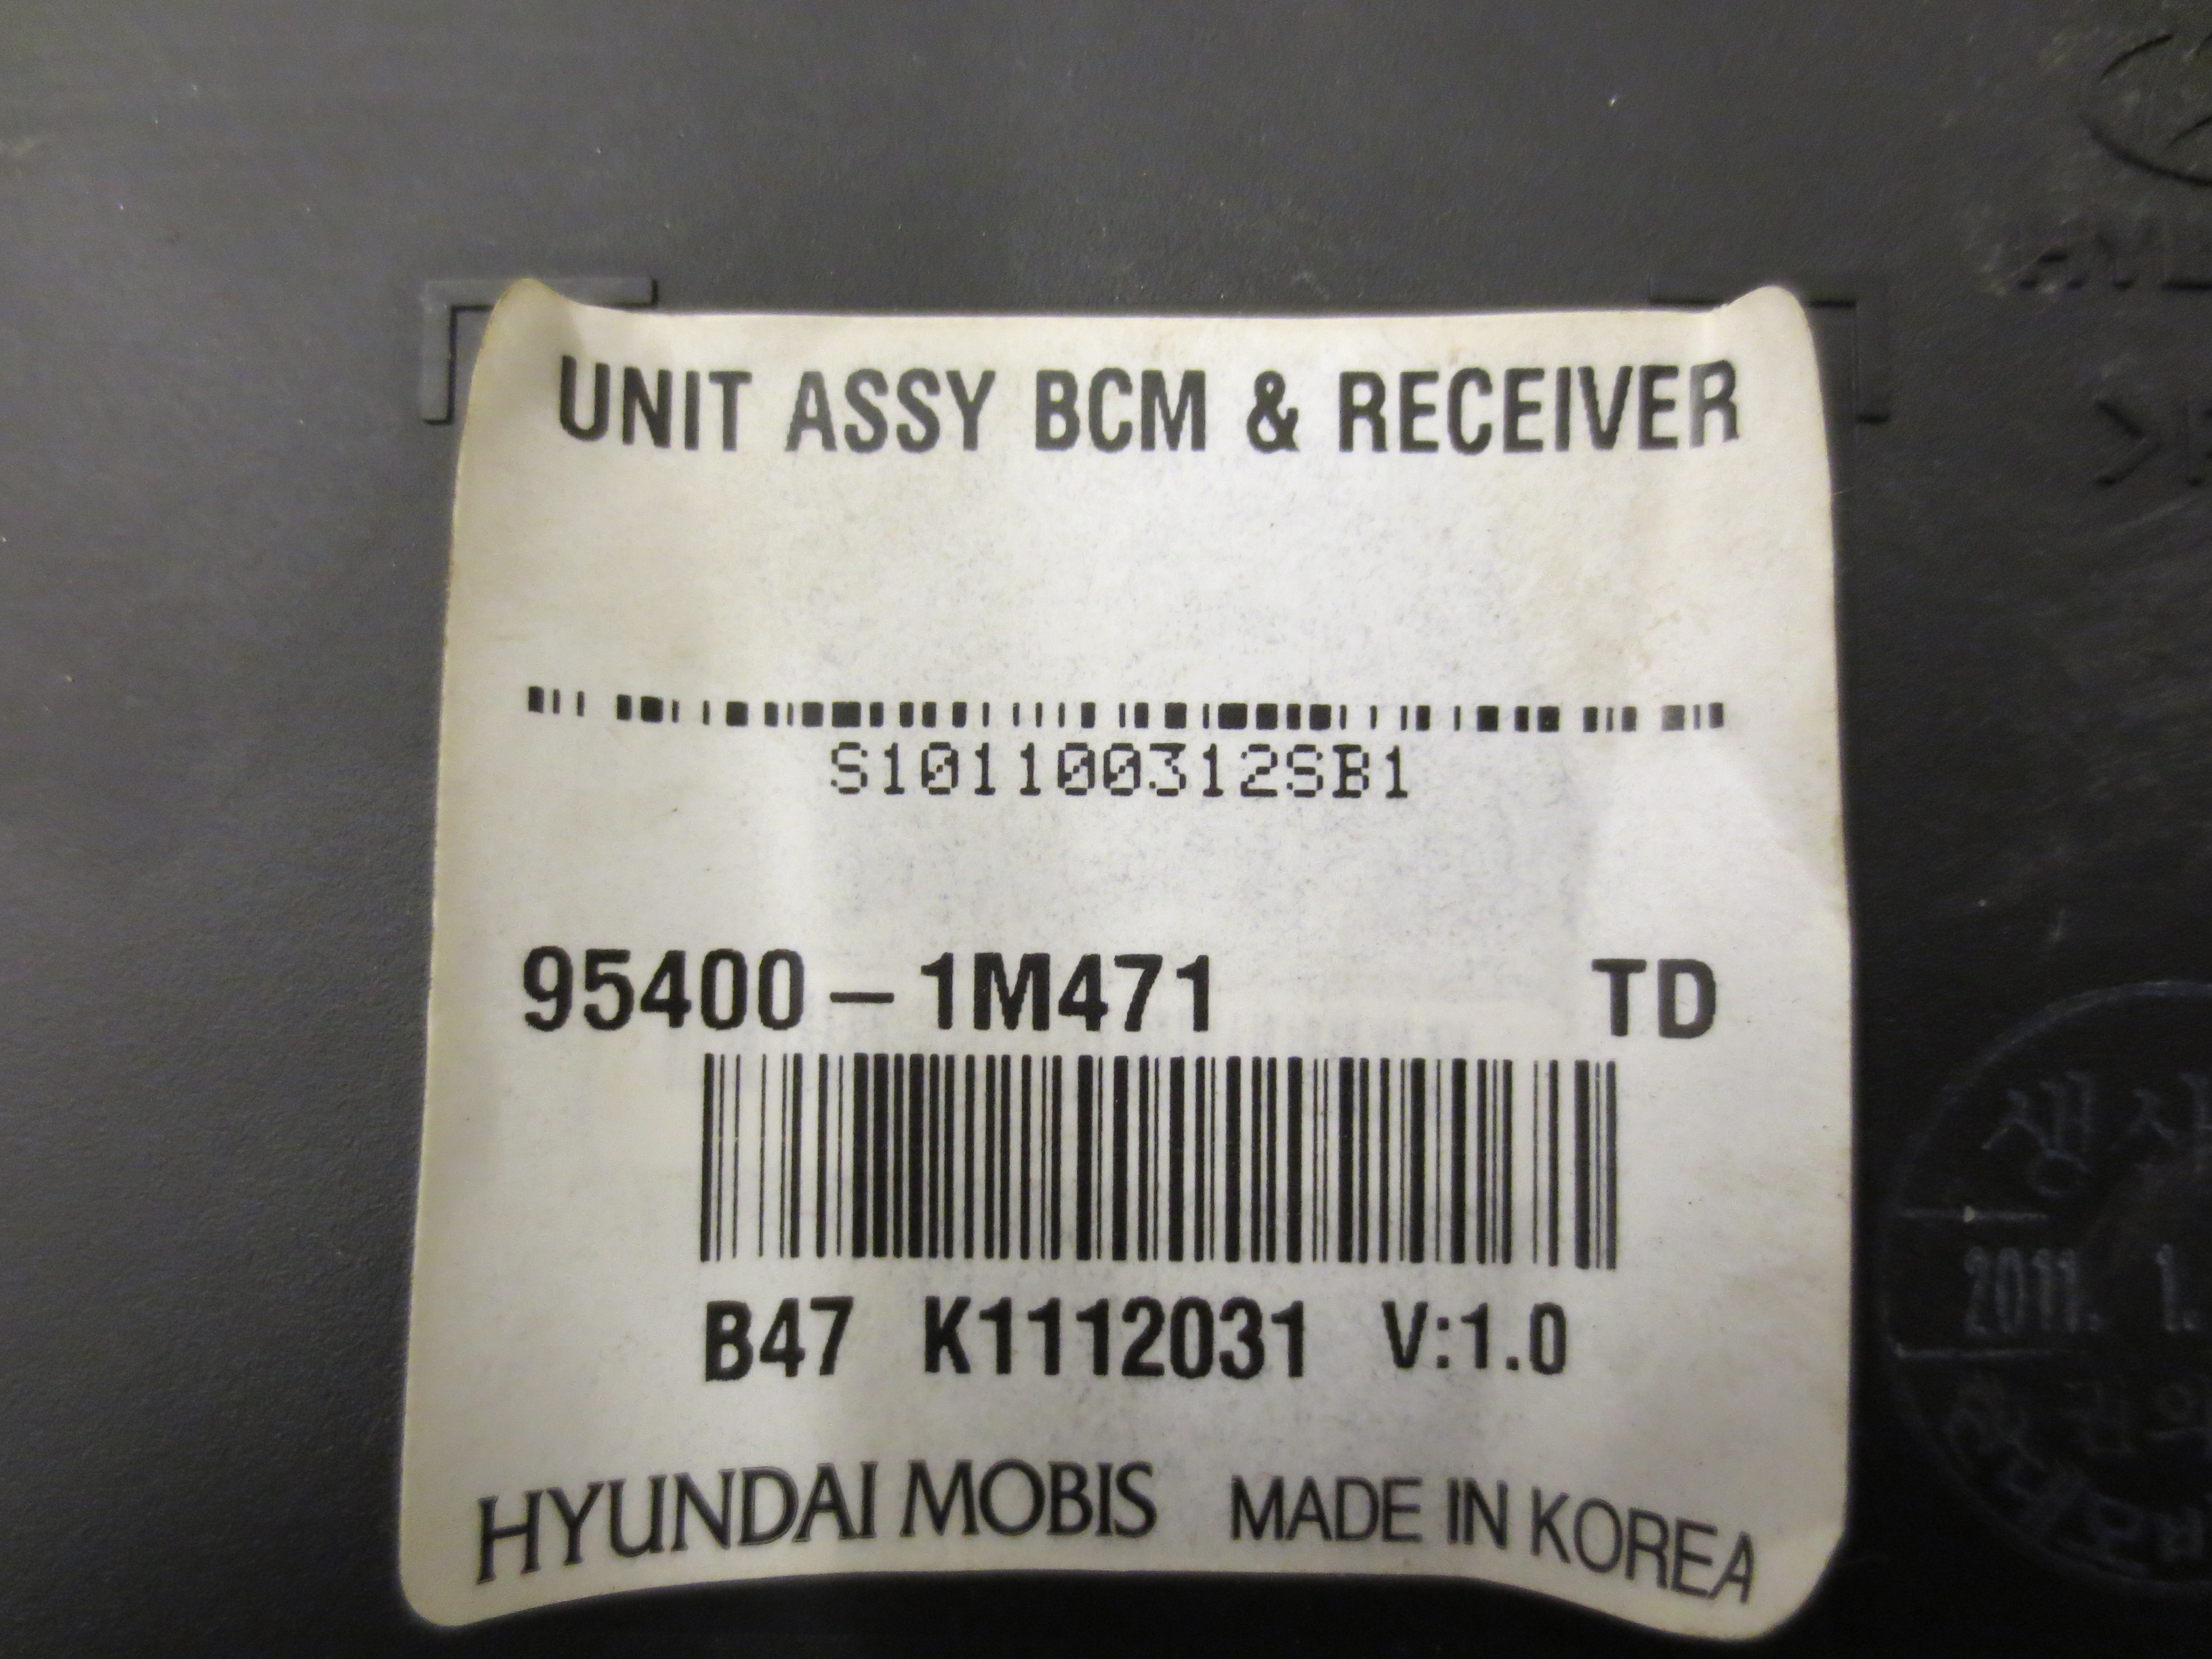 UNIT ASSY BCM & RECEIVER
S101100312SB1
95400-1M471 TD
B47 K1112031 V:1.0
HYUNDAI MOBIS MADE IN KOREA
2011. 1.